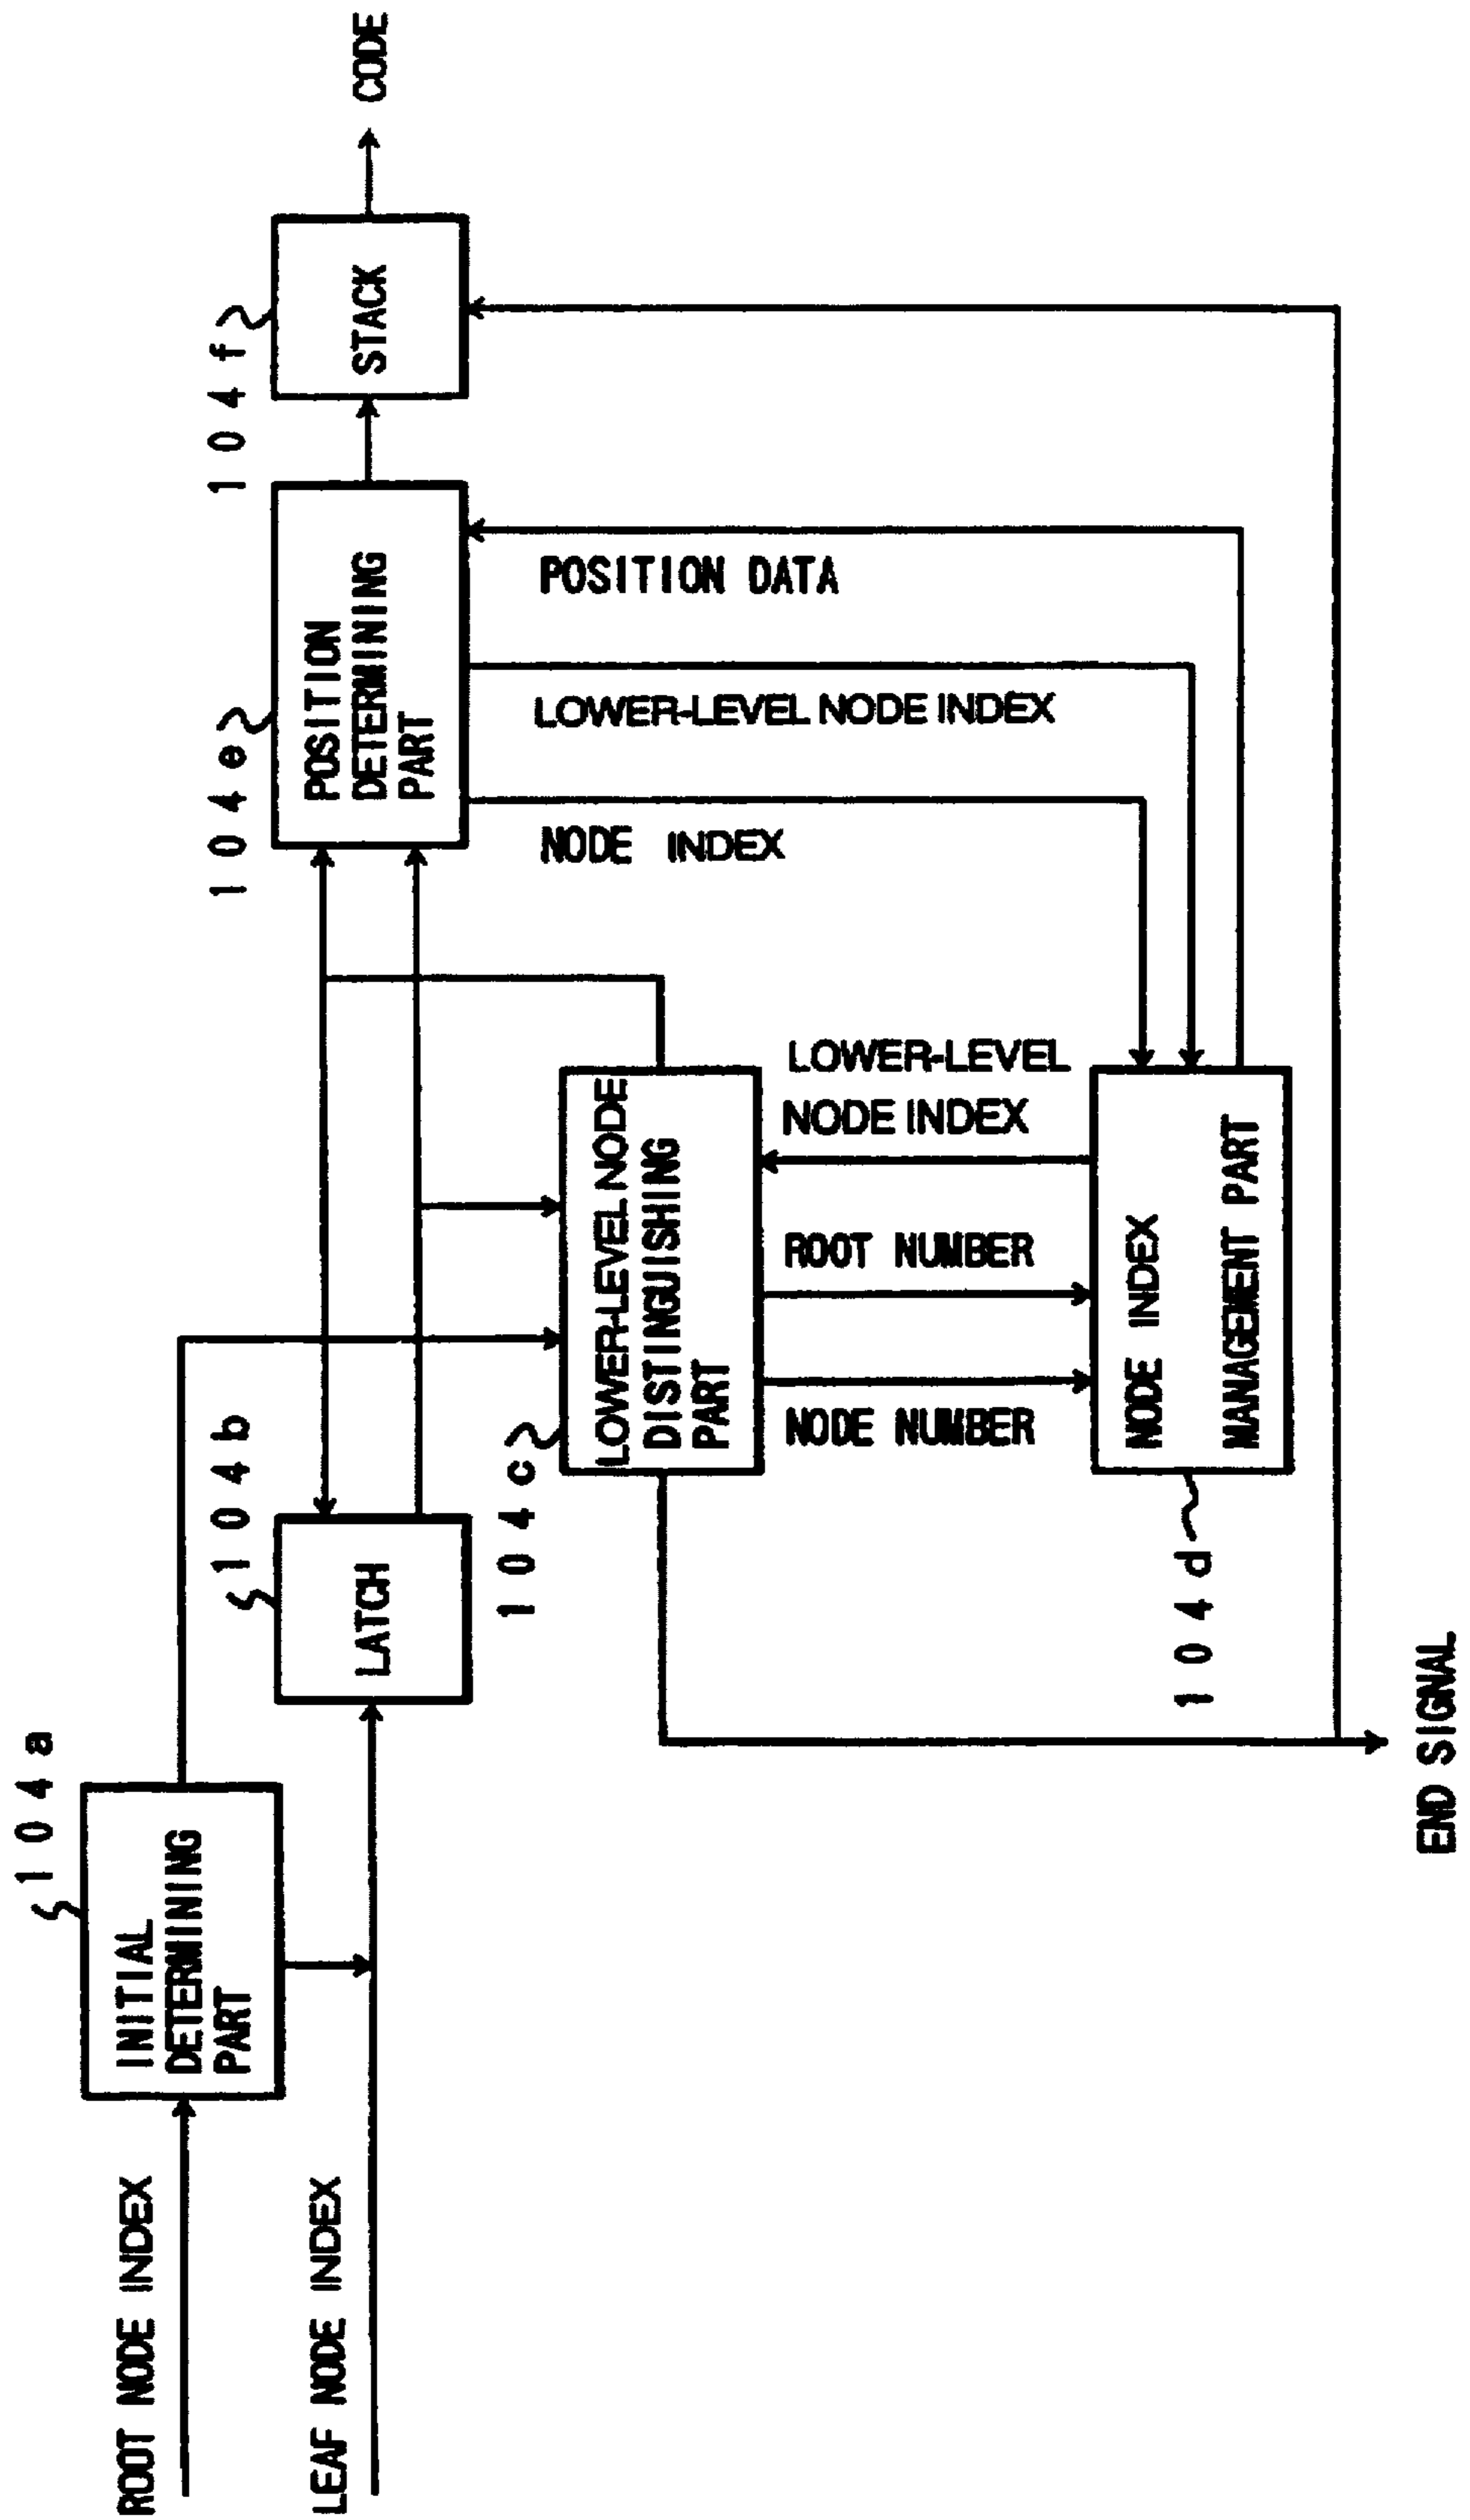 ROOT NODE INDEX
LEAF NODE INDEX
104a
INITIAL
DETERMINING
PART
104b
LATCH
104c
LOWER-LEVEL NODE
DISTINGUISHING
PART
104e
POSITION
DETERMINING
PART
104f
STACK
CODE
POSITION DATA
LOWER-LEVEL NODE INDEX
NODE INDEX
LOWER-LEVEL
NODE INDEX
ROOT NUMBER
NODE NUMBER
NODE INDEX
MANAGEMENT PART
104d
END SIGNAL